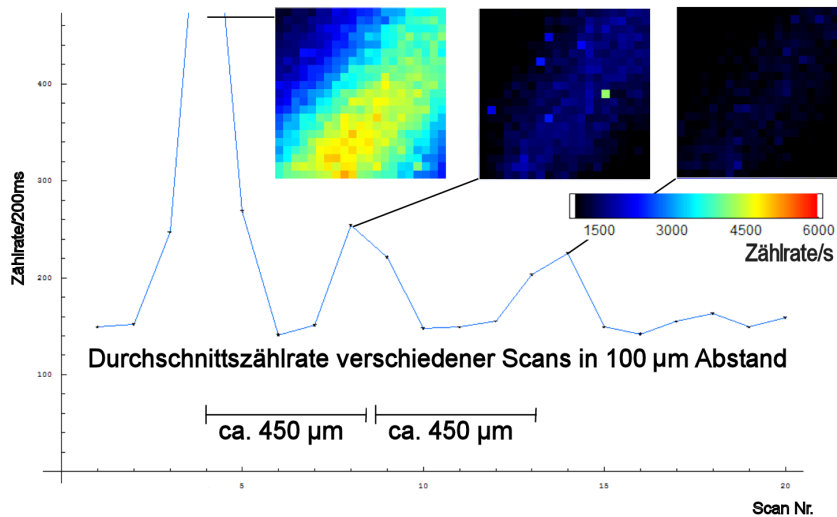 400
300
200
100
Zählrate/200ms
1500 3000 4500 6000
Zählrate/s
Durchschnittszählrate verschiedener Scans in 100 µm Abstand
ca. 450 µm ca. 450 µm
5 10 15 20
Scan Nr.